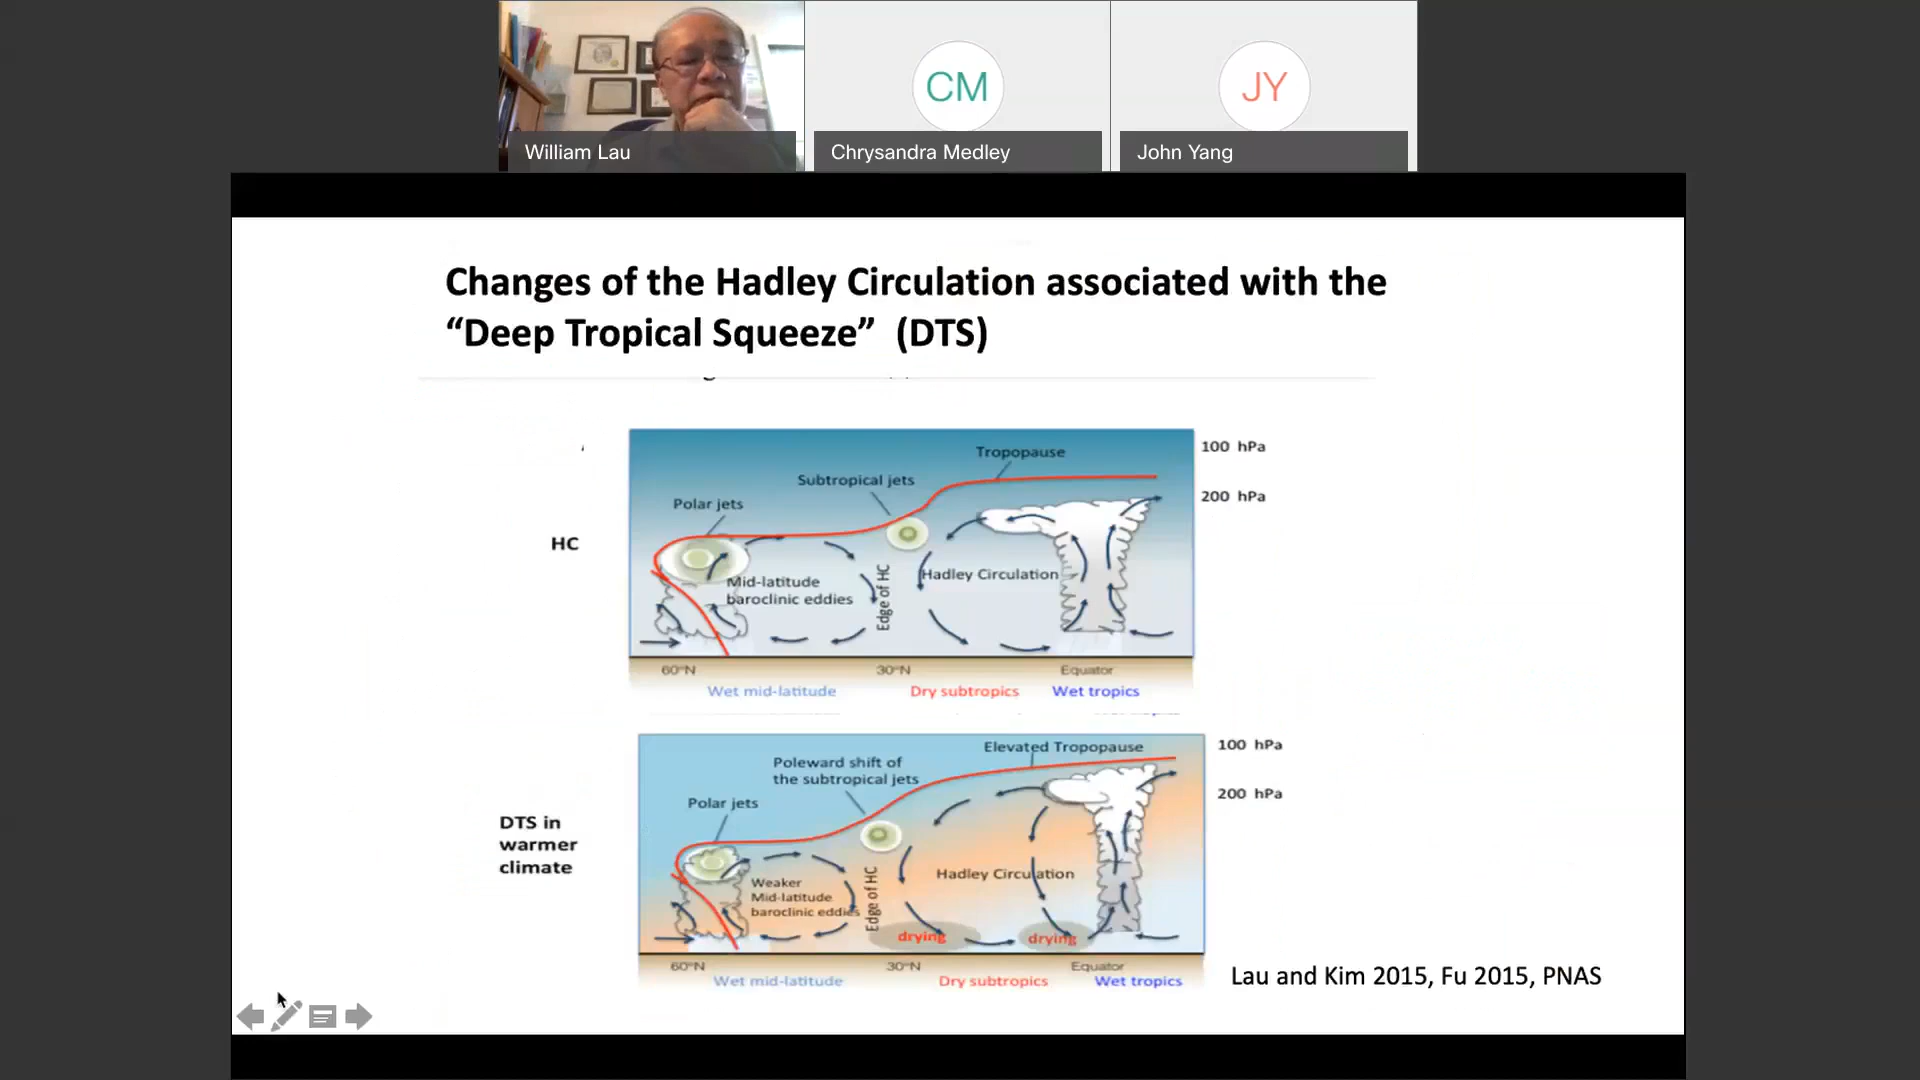 CM
JY
William Lau
Chrysandra Medley
John Yang
Changes of the Hadley Circulation associated with the
“Deep Tropical Squeeze” (DTS)
HC
Tropopause
Subtropical jets
Polar jets
100 hPa
200 hPa
Mid-latitude
baroclinic eddies
Edge of HC
Hadley Circulation
60°N
30°N
Equator
Wet mid-latitude
Dry subtropics
Wet tropics
DTS in
warmer
climate
Elevated Tropopause
Poleward shift of
the subtropical jets
Polar jets
100 hPa
200 hPa
Weaker
Mid-latitude
baroclinic eddies
Edge of HC
Hadley Circulation
drying
drying
60°N
30°N
Equator
Wet mid-latitude
Dry subtropics
Wet tropics
Lau and Kim 2015, Fu 2015, PNAS